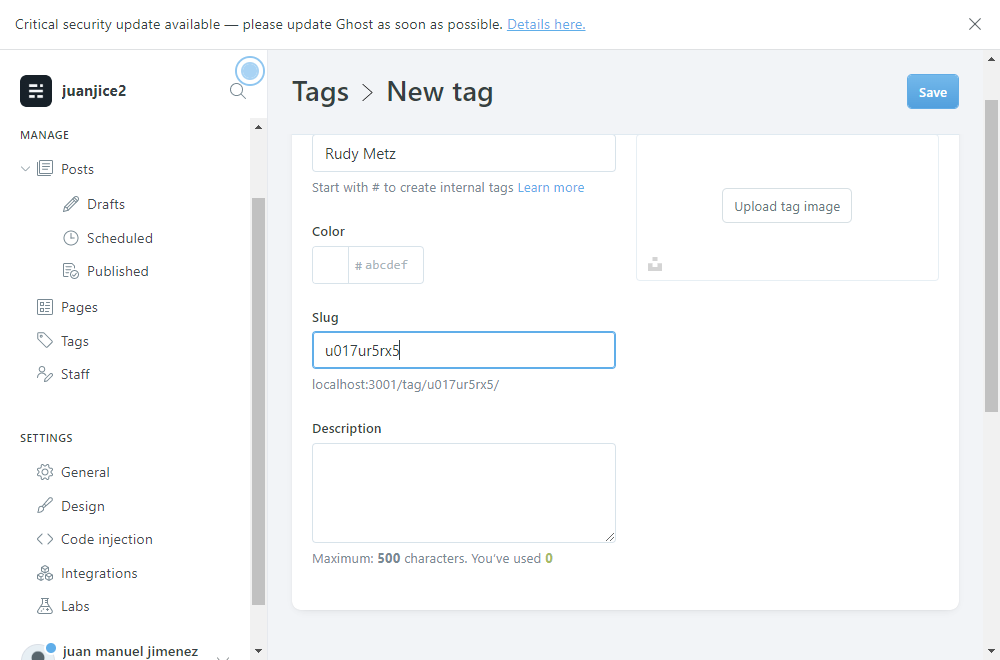 Critical security update available — please update Ghost as soon as possible. Details here.
juanjice2
MANAGE
Posts
Drafts
Scheduled
Published
Pages
Tags
Staff
SETTINGS
General
Design
Code injection
Integrations
Labs
juan manuel jimenez
Tags > New tag
Save
Rudy Metz
Start with # to create internal tags Learn more
Color
# abcdef
Slug
u017ur5rx5
localhost:3001/tag/u017ur5rx5/
Description
Maximum: 500 characters. You've used 0
Upload tag image